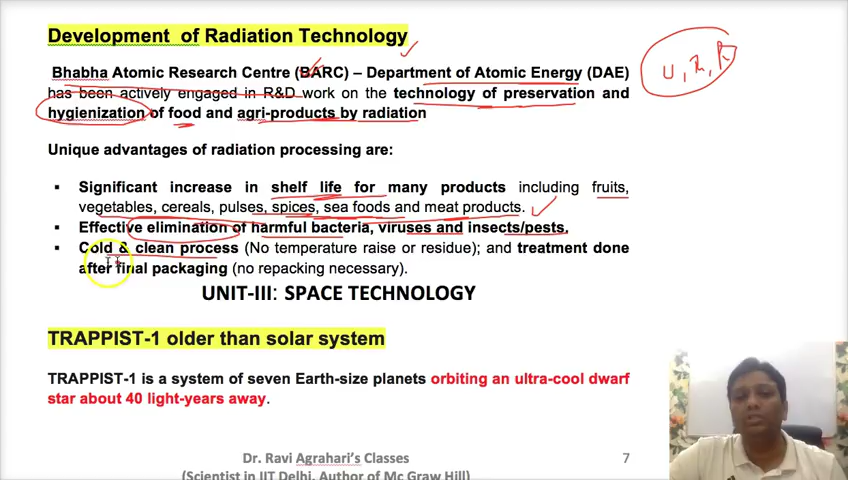 Development of Radiation Technology
Bhabha Atomic Research Centre (BARC) – Department of Atomic Energy (DAE)
has been actively engaged in R&D work on the technology of preservation and
hygienization of food and agri-products by radiation
Unique advantages of radiation processing are:
▪ Significant increase in shelf life for many products including fruits,
vegetables, cereals, pulses, spices, sea foods and meat products.
▪ Effective elimination of harmful bacteria, viruses and insects/pests.
▪ Cold & clean process (No temperature raise or residue); and treatment done
after final packaging (no repacking necessary).
UNIT-III: SPACE TECHNOLOGY
TRAPPIST-1 older than solar system
TRAPPIST-1 is a system of seven Earth-size planets orbiting an ultra-cool dwarf
star about 40 light-years away.
Dr. Ravi Agrahari's Classes
7
(Scientist in IIT Delhi, Author of Mc Graw Hill)